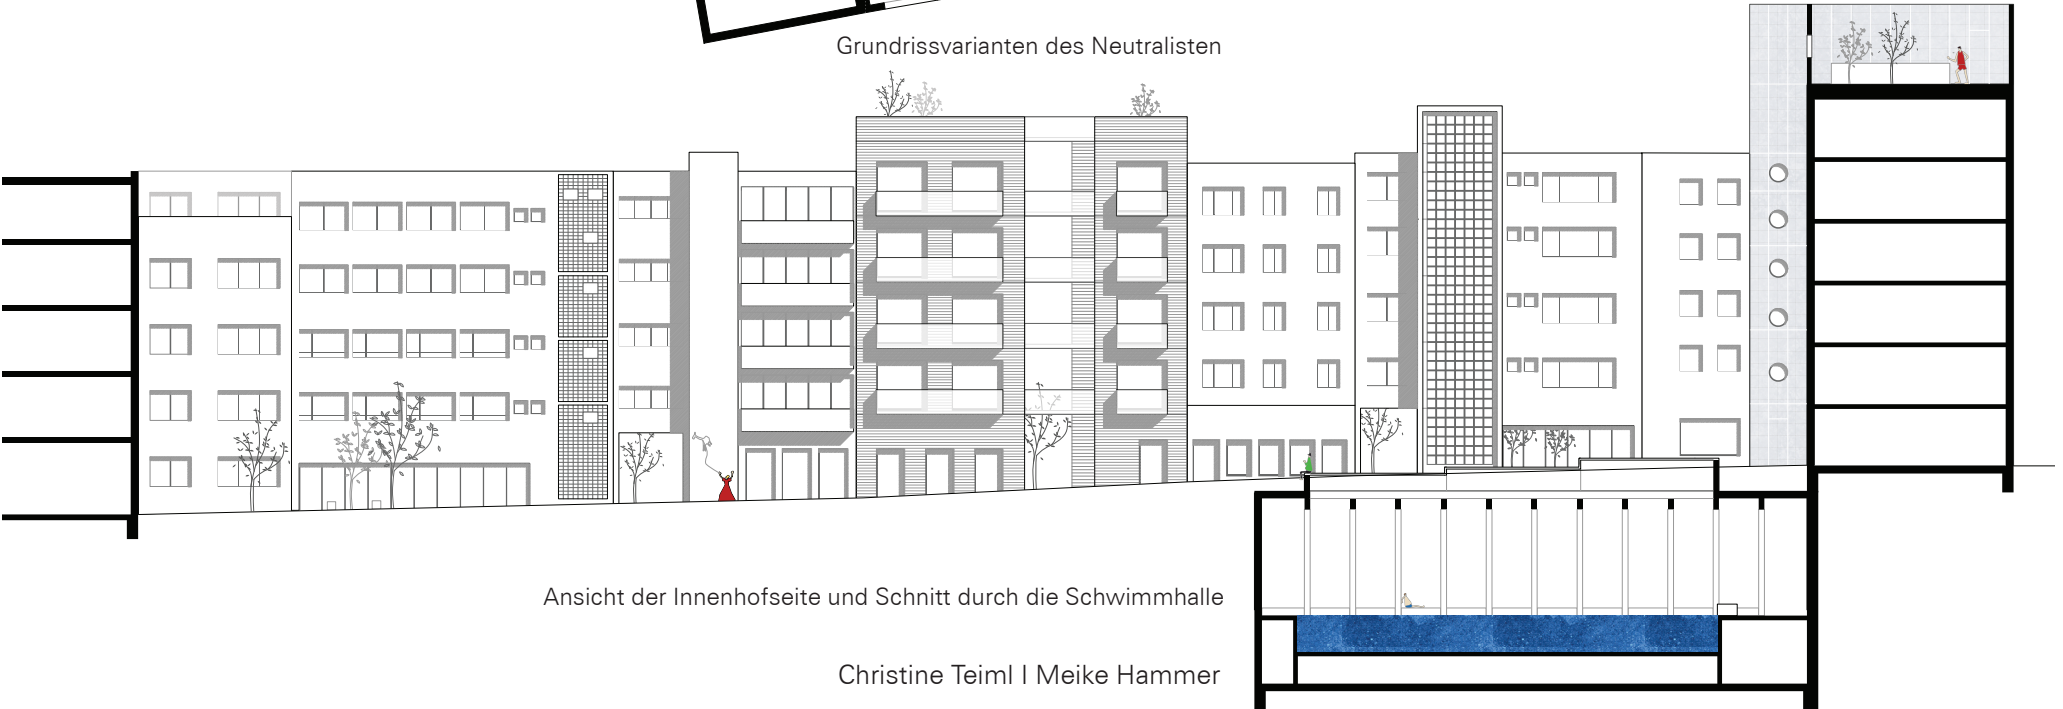 Grundrissvarianten des Neutralisten
Ansicht der Innenhofseite und Schnitt durch die Schwimmhalle
Christine Teiml I Meike Hammer